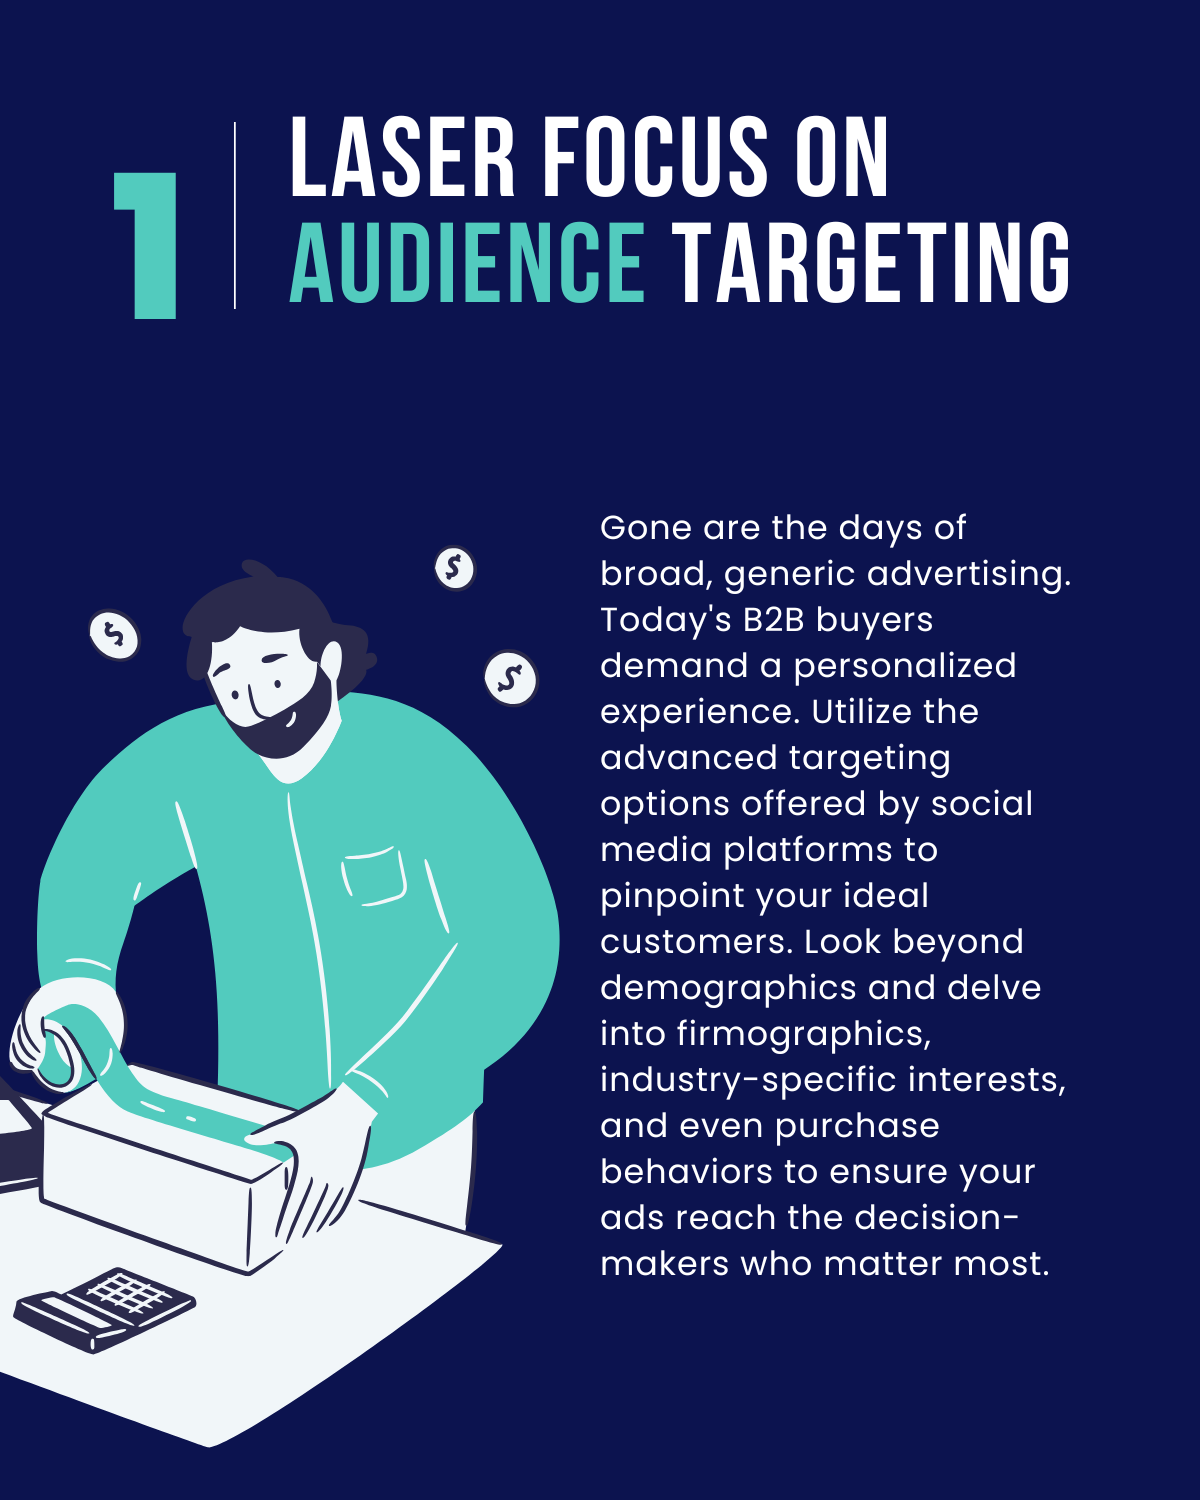 1
LASER FOCUS ON
AUDIENCE TARGETING
$
$
$
Gone are the days of
broad, generic advertising.
Today's B2B buyers
demand a personalized
experience. Utilize the
advanced targeting
options offered by social
media platforms to
pinpoint your ideal
customers. Look beyond
demographics and delve
into firmographics,
industry-specific interests,
and even purchase
behaviors to ensure your
ads reach the decision-
makers who matter most.